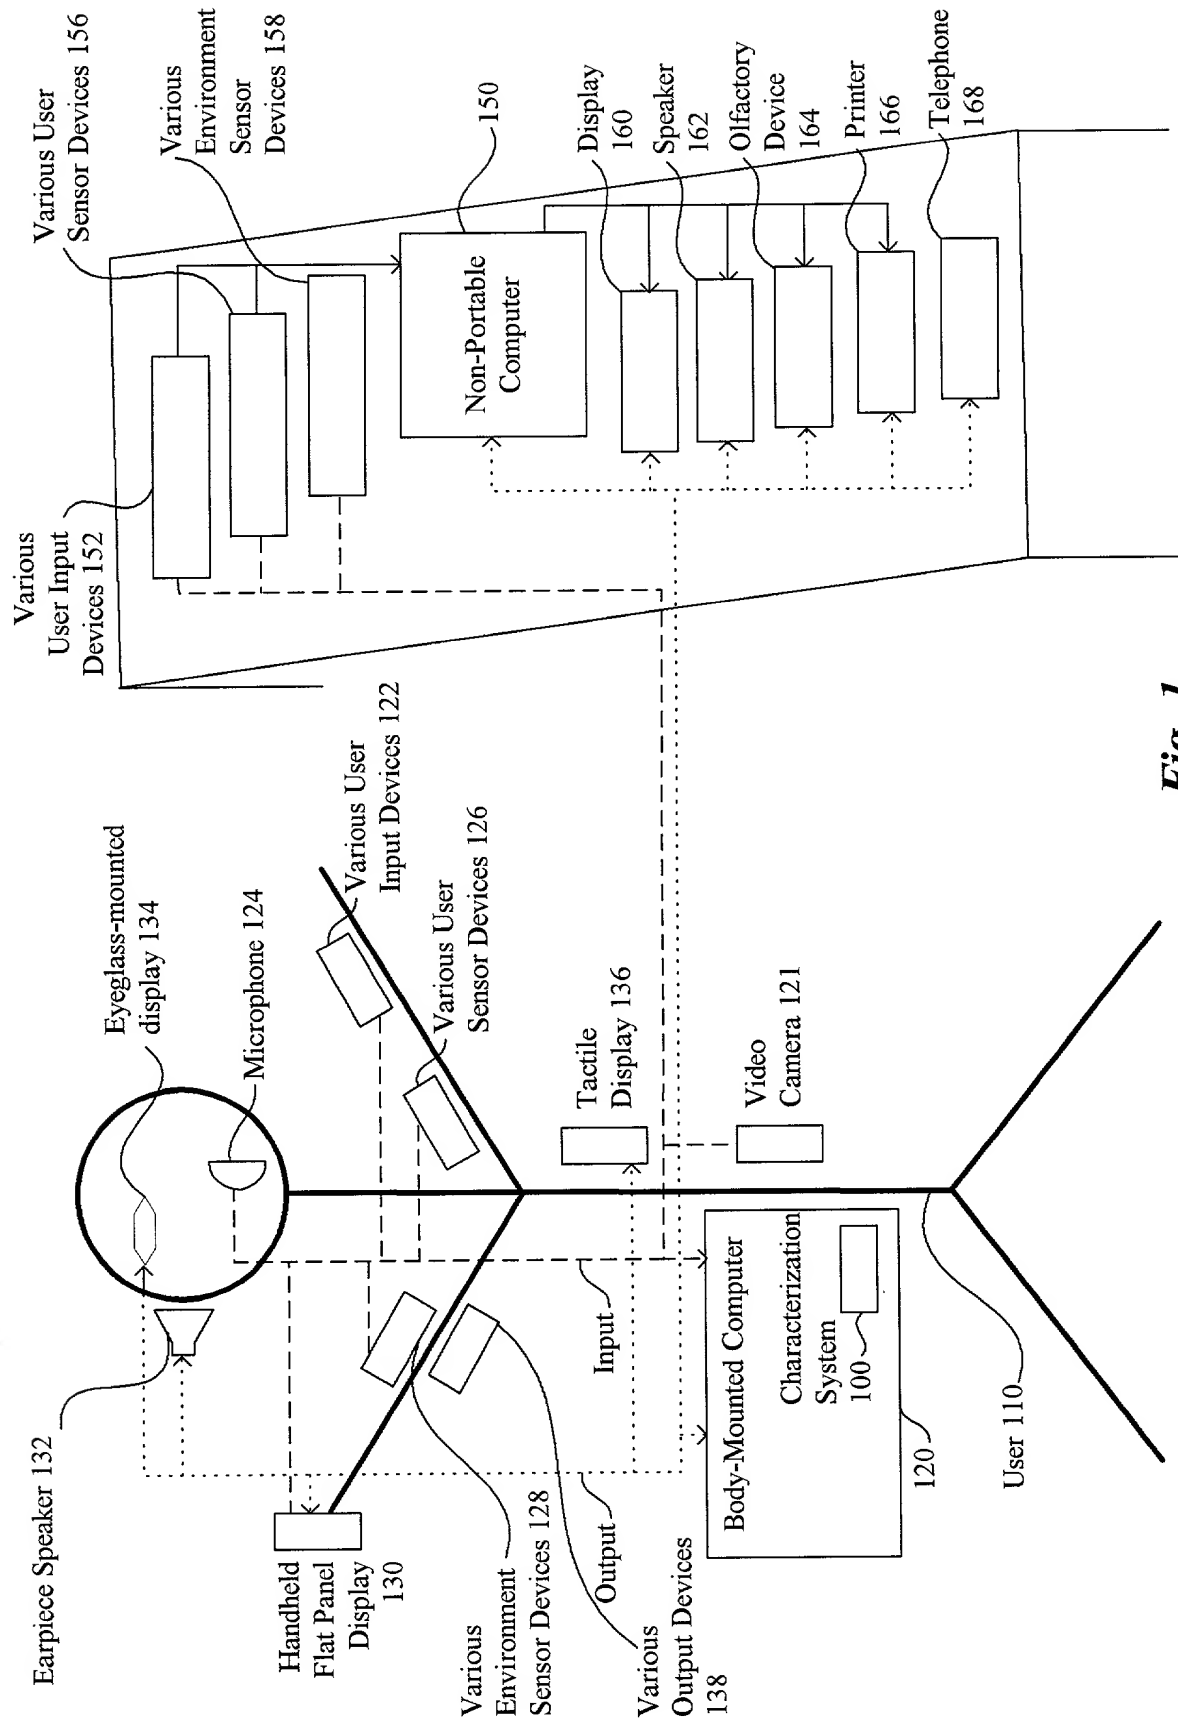 Earpiece Speaker 132
Eyeglass-mounted
display 134
Microphone 124
Various User
Input Devices 122
Various User
Sensor Devices 126
Handheld
Flat Panel
Display
130
Various
Environment
Sensor Devices 128
Various
Output Devices
138
Output
Input
Tactile
Display 136
Video
Camera 121
Body-Mounted Computer
Characterization
System
100
120
User 110
Various
User Input
Devices 152
Various User
Sensor Devices 156
Various
Environment
Sensor
Devices 158
Non-Portable
Computer
150
Display
160
Speaker
162
Olfactory
Device
164
Printer
166
Telephone
168
Fig. 1